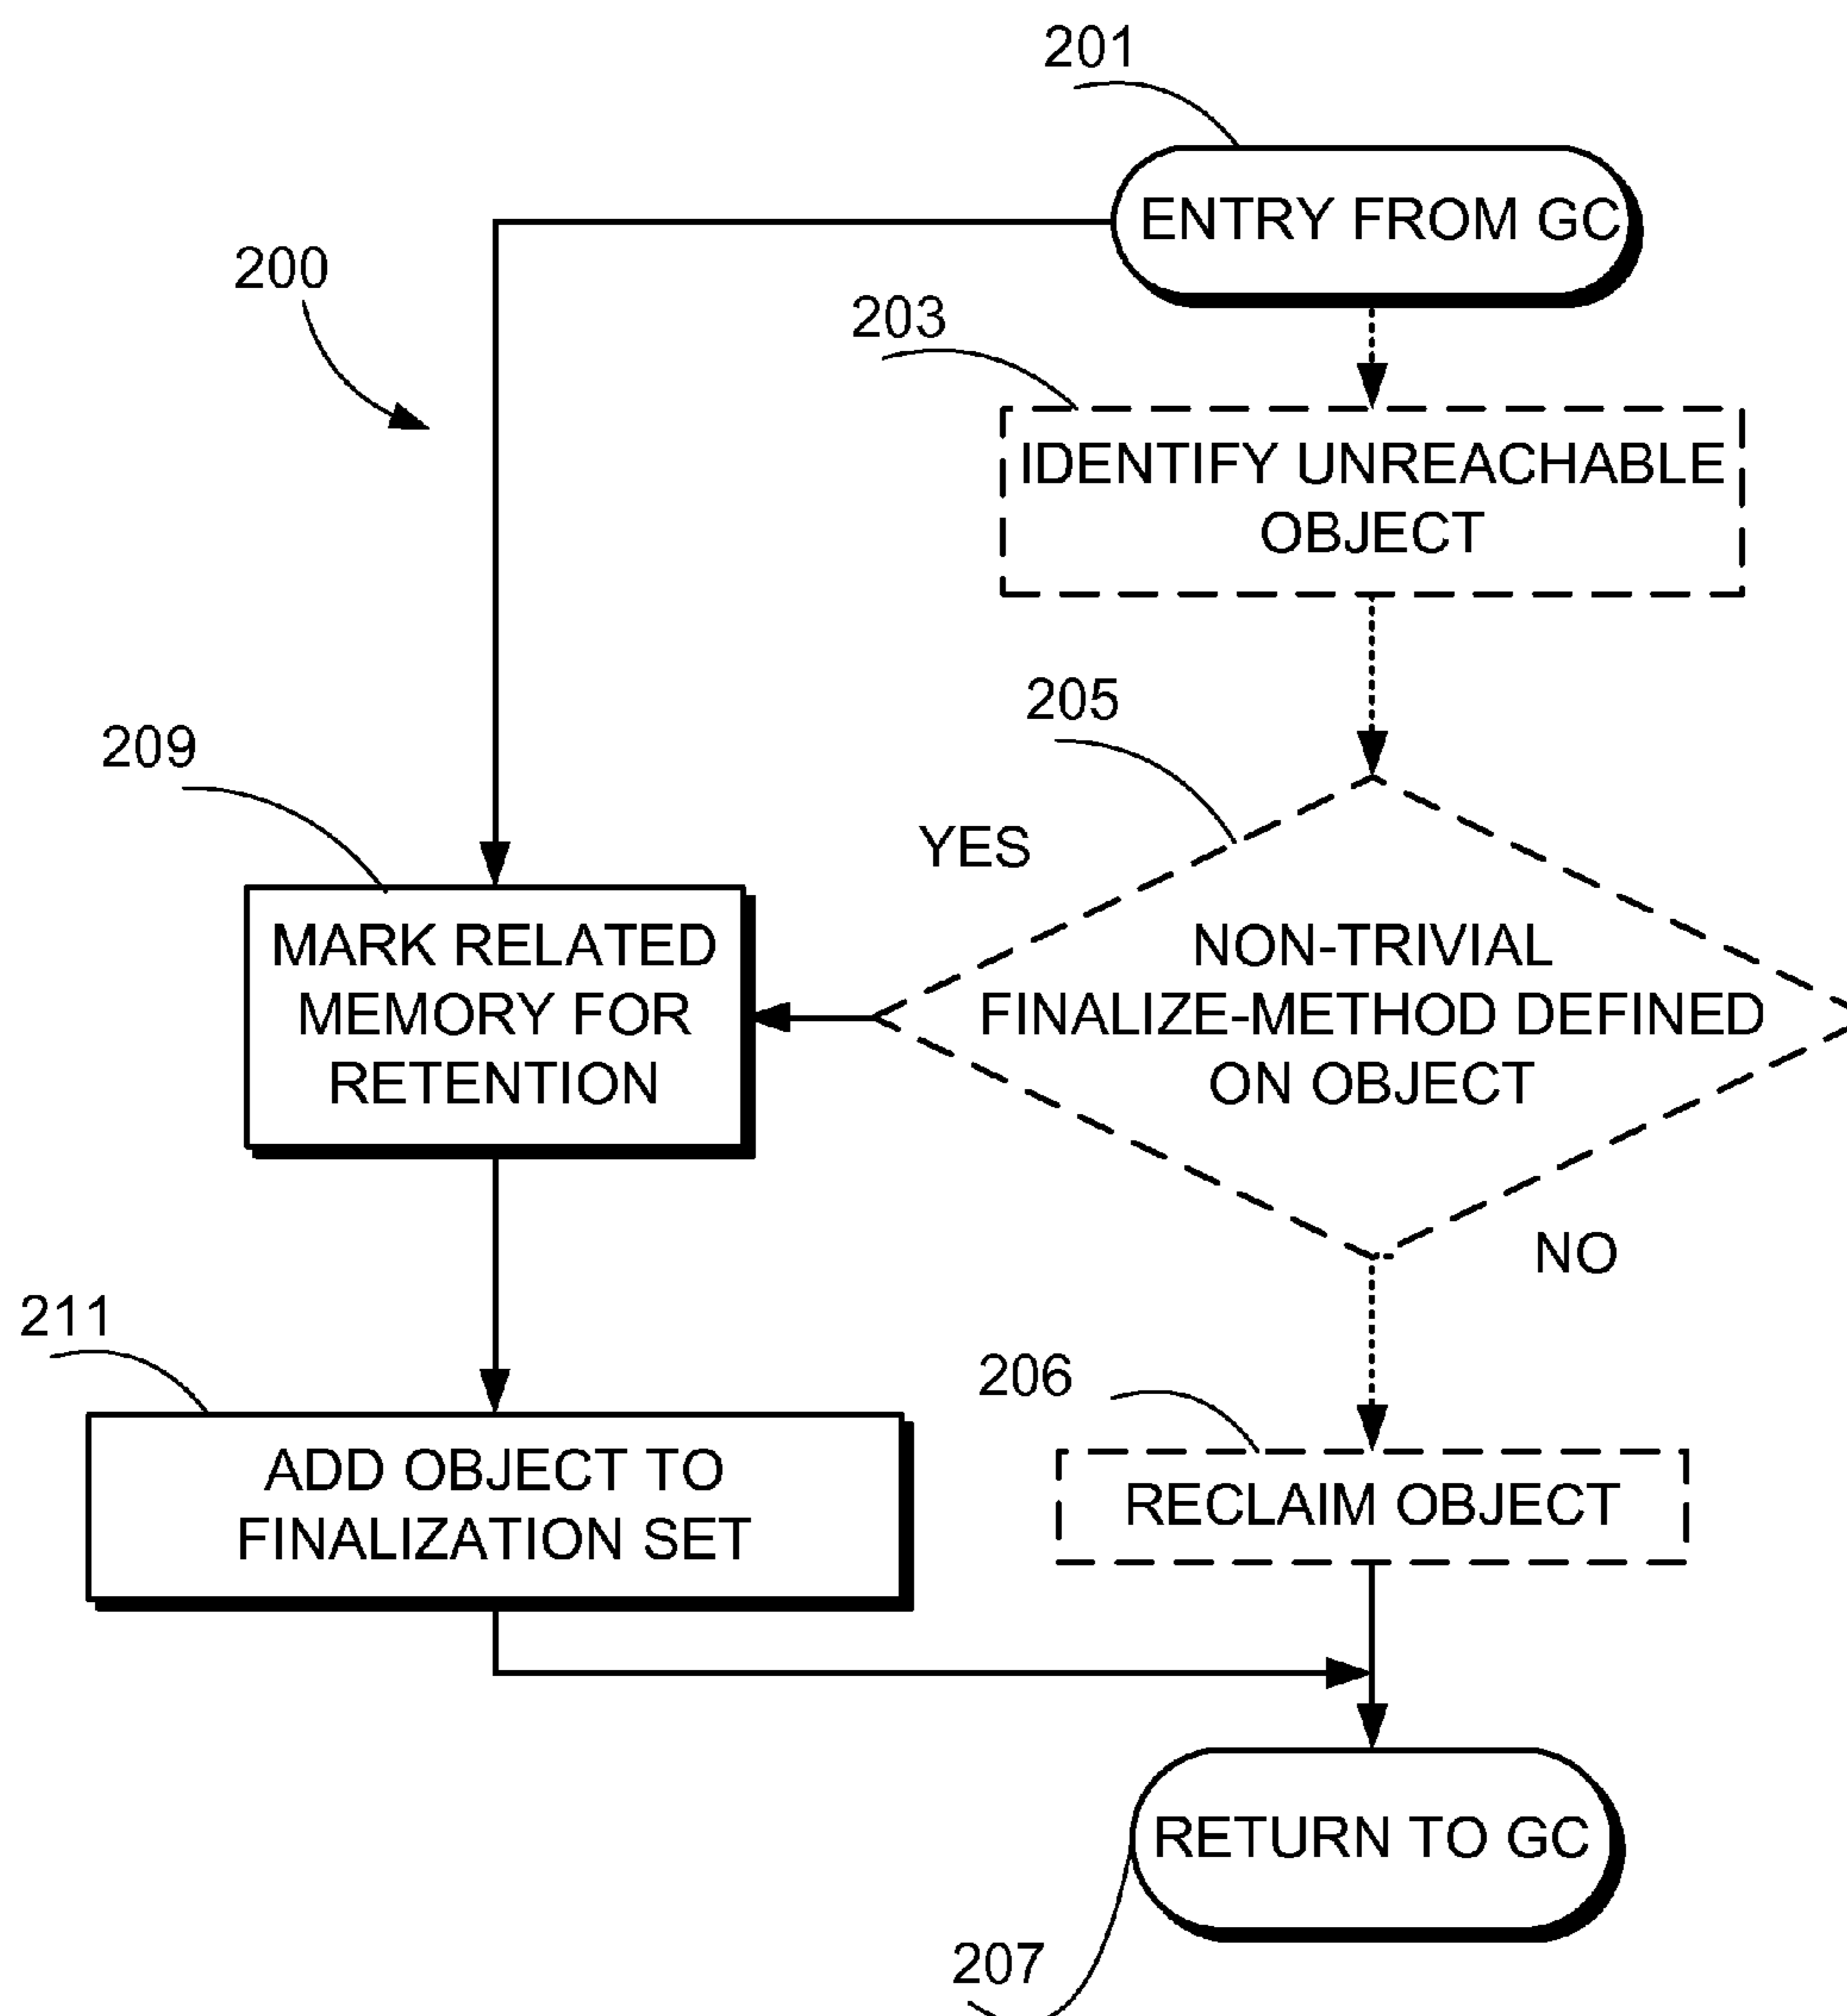 201
ENTRY FROM GC
200
203
IDENTIFY UNREACHABLE
OBJECT
205
209
YES
MARK RELATED
MEMORY FOR
RETENTION
NON-TRIVIAL
FINALIZE-METHOD DEFINED
ON OBJECT
NO
211
206
ADD OBJECT TO
FINALIZATION SET
RECLAIM OBJECT
RETURN TO GC
207